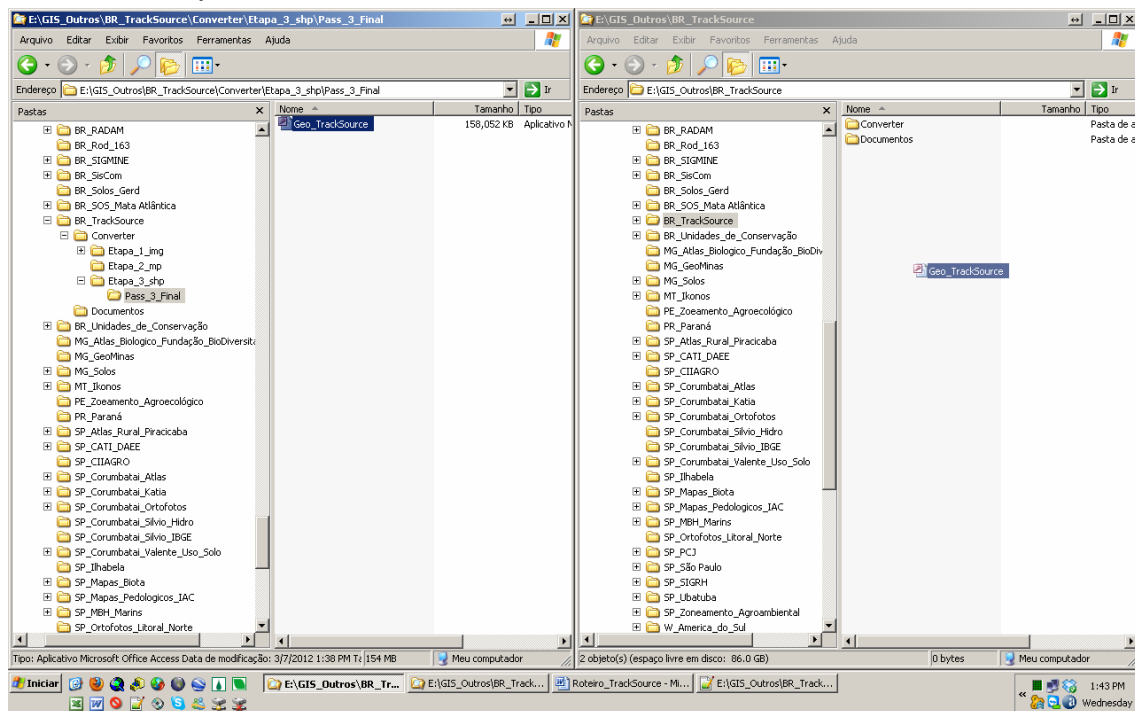 E:\GIS_Outros\BR_TrackSource\Converter\Etapa_3_shp\Pass_3_Final
Arquivo Editar Exibir Favoritos Ferramentas Ajuda
Endereço E:\GIS_Outros\BR_TrackSource\Converter\Etapa_3_shp\Pass_3_Final Ir
Pastas
BR_RADAM
BR_Rod_163
BR_SIGMINE
BR_SisCom
BR_Solos_Gerd
BR_SOS_Mata Atlântica
BR_TrackSource
Converter
Etapa_1_img
Etapa_2_mp
Etapa_3_shp
Pass_3_Final
Documentos
BR_Unidades_de_Conservação
MG_Atlas_Biologico_Fundação_BioDiversita
MG_GeoMinas
MG_Solos
MT_Ikonos
PE_Zoeamento_Agroecológico
PR_Paraná
SP_Atlas_Rural_Piracicaba
SP_CATI_DAEE
SP_CIIAGRO
SP_Corumbatai_Atlas
SP_Corumbatai_Katia
SP_Corumbatai_Ortofotos
SP_Corumbatai_Silvio_Hidro
SP_Corumbatai_Silvio_IBGE
SP_Corumbatai_Valente_Uso_Solo
SP_Ilhabela
SP_Mapas_Biota
SP_Mapas_Pedologicos_IAC
SP_MBH_Marins
SP_Ortofotos_Litoral_Norte
Nome Tamanho Tipo
Geo_TrackSource 158,052 KB Aplicativo M
Tipo: Aplicativo Microsoft Office Access Data de modificação: 3/7/2012 1:38 PM Ta 154 MB Meu computador
E:\GIS_Outros\BR_TrackSource
Arquivo Editar Exibir Favoritos Ferramentas Ajuda
Endereço E:\GIS_Outros\BR_TrackSource Ir
Pastas
BR_RADAM
BR_Rod_163
BR_SIGMINE
BR_SisCom
BR_Solos_Gerd
BR_SOS_Mata Atlântica
BR_TrackSource
BR_Unidades_de_Conservação
MG_Atlas_Biologico_Fundação_BioDiv
MG_GeoMinas
MG_Solos
MT_Ikonos
PE_Zoeamento_Agroecológico
PR_Paraná
SP_Atlas_Rural_Piracicaba
SP_CATI_DAEE
SP_CIIAGRO
SP_Corumbatai_Atlas
SP_Corumbatai_Katia
SP_Corumbatai_Ortofotos
SP_Corumbatai_Silvio_Hidro
SP_Corumbatai_Silvio_IBGE
SP_Corumbatai_Valente_Uso_Solo
SP_Ilhabela
SP_Mapas_Biota
SP_Mapas_Pedologicos_IAC
SP_MBH_Marins
SP_Ortofotos_Litoral_Norte
SP_PCJ
SP_São Paulo
SP_SIGRH
SP_Ubatuba
SP_Zoneamento_Agroambiental
W_America_do_Sul
Nome Tamanho Tipo
Converter Pasta de a
Documentos Pasta de a
Geo_TrackSource
2 objeto(s) (espaço livre em disco: 86.0 GB) 0 bytes Meu computador
Iniciar E:\GIS_Outros\BR_Tr... E:\GIS_Outros\BR_Track... Roteiro_TrackSource - Mi... E:\GIS_Outros\BR_Track... 1:43 PM
Wednesday